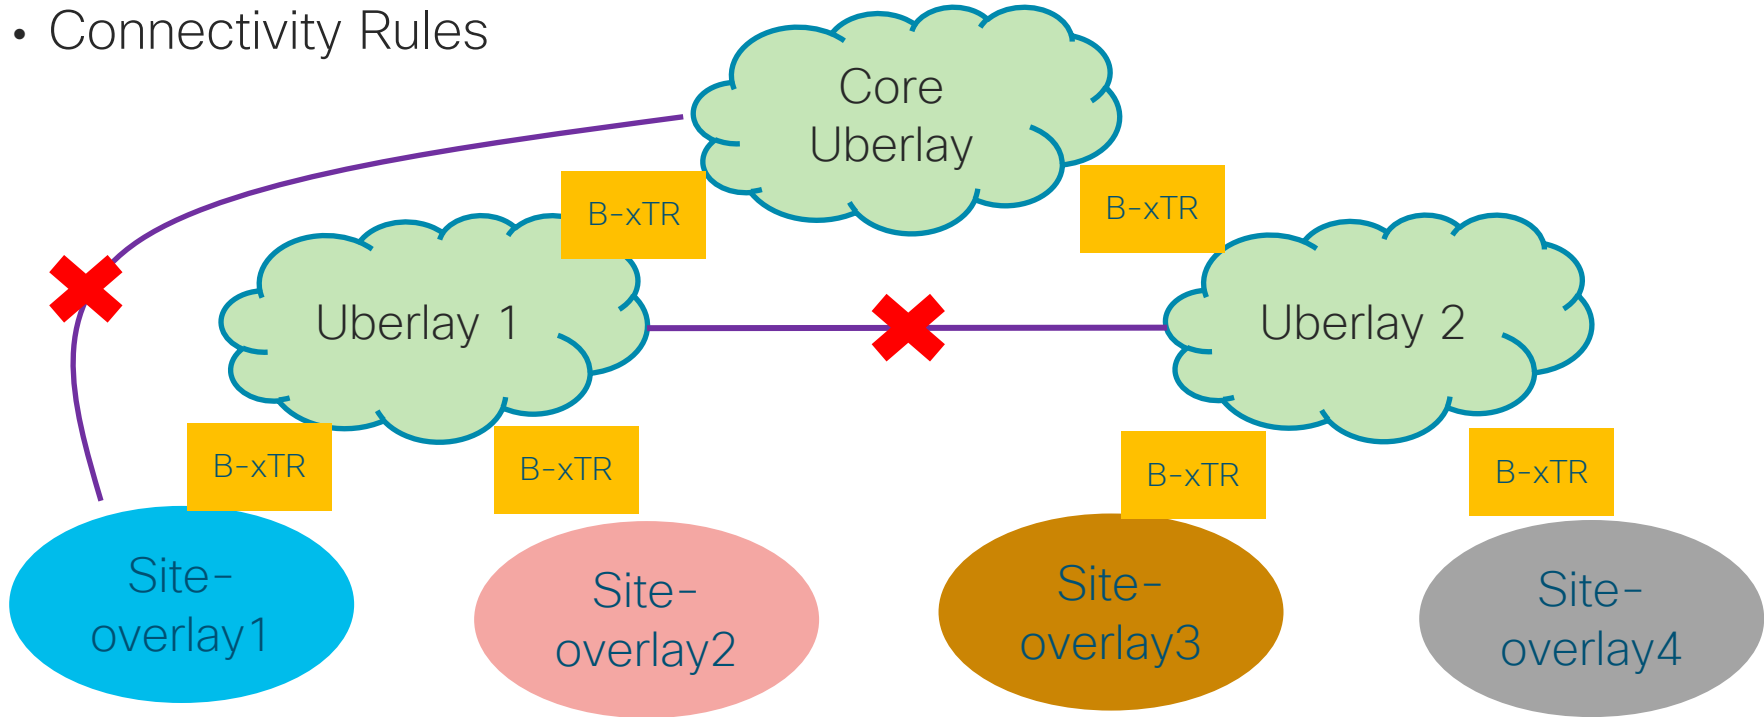 • Connectivity Rules
Core
Uberlay
B-xTR
B-xTR
Uberlay 1
Uberlay 2
B-xTR
B-xTR
B-xTR
B-xTR
Site-
overlay1
Site-
overlay2
Site-
overlay3
Site-
overlay4